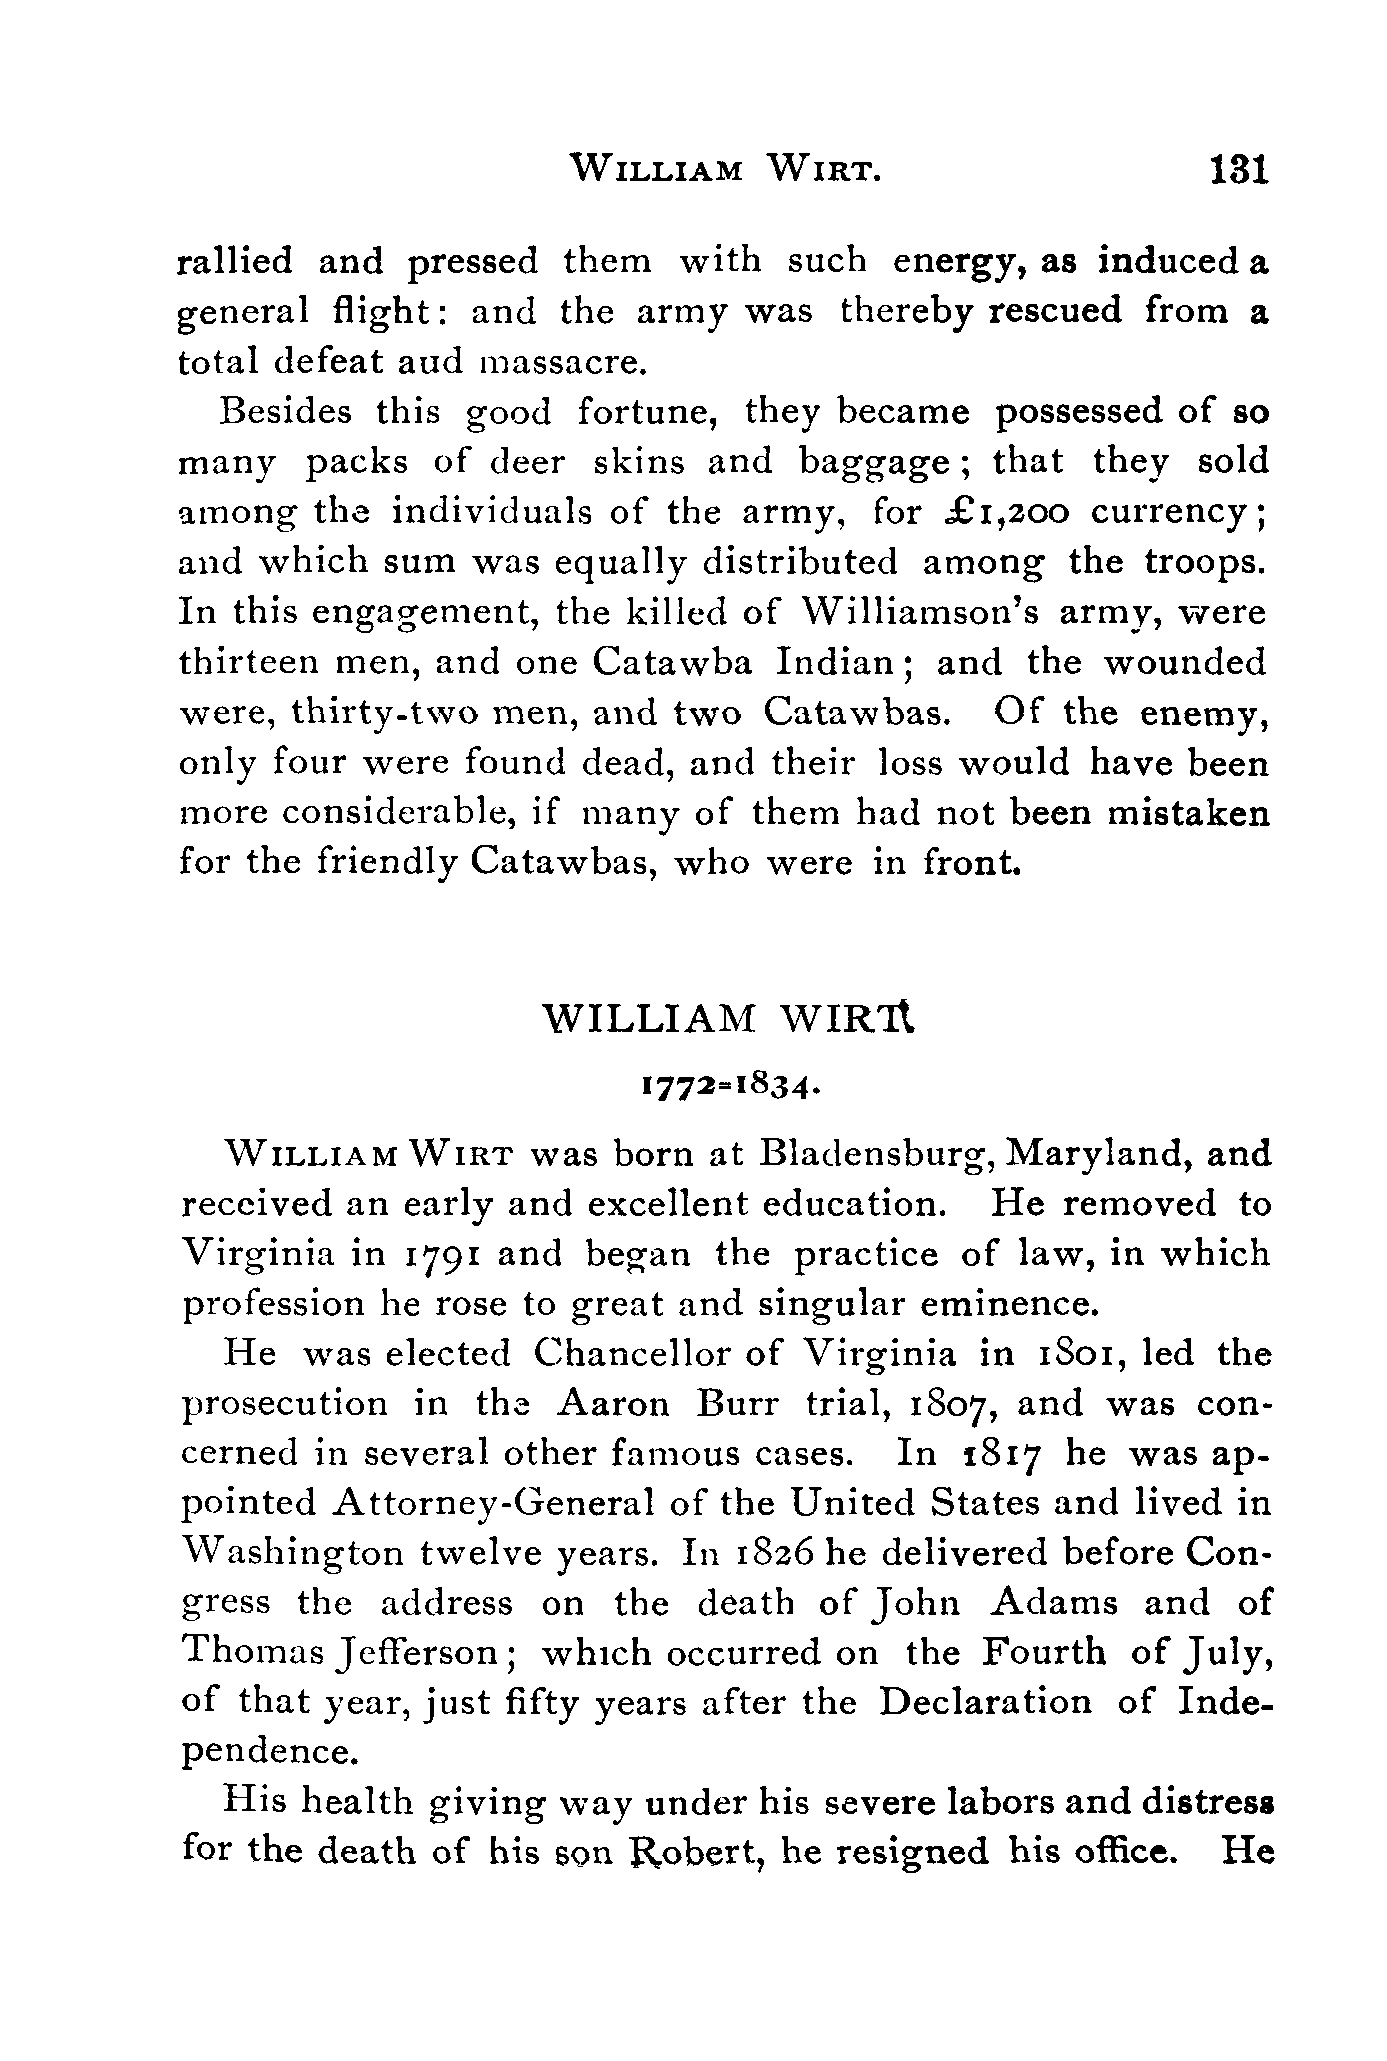 WILLIAM WIRT. 131
rallied and pressed them with such energy, as induced a
general flight: and the army was thereby rescued from a
total defeat aud massacre.
Besides this good fortune, they became possessed of so
many packs of deer skins and baggage; that they sold
among the individuals of the army, for £1,200 currency;
and which sum was equally distributed among the troops.
In this engagement, the killed of Williamson's army, were
thirteen men, and one Catawba Indian; and the wounded
were, thirty-two men, and two Catawbas. Of the enemy,
only four were found dead, and their loss would have been
more considerable, if many of them had not been mistaken
for the friendly Catawbas, who were in front.
WILLIAM WIRT
1772=1834.
WILLIAM WIRT was born at Bladensburg, Maryland, and
received an early and excellent education. He removed to
Virginia in 1791 and began the practice of law, in which
profession he rose to great and singular eminence.
He was elected Chancellor of Virginia in 1801, led the
prosecution in the Aaron Burr trial, 1807, and was con-
cerned in several other famous cases. In 1817 he was ap-
pointed Attorney-General of the United States and lived in
Washington twelve years. In 1826 he delivered before Con-
gress the address on the death of John Adams and of
Thomas Jefferson; which occurred on the Fourth of July,
of that year, just fifty years after the Declaration of Inde-
pendence.
His health giving way under his severe labors and distress
for the death of his son Robert, he resigned his office. He